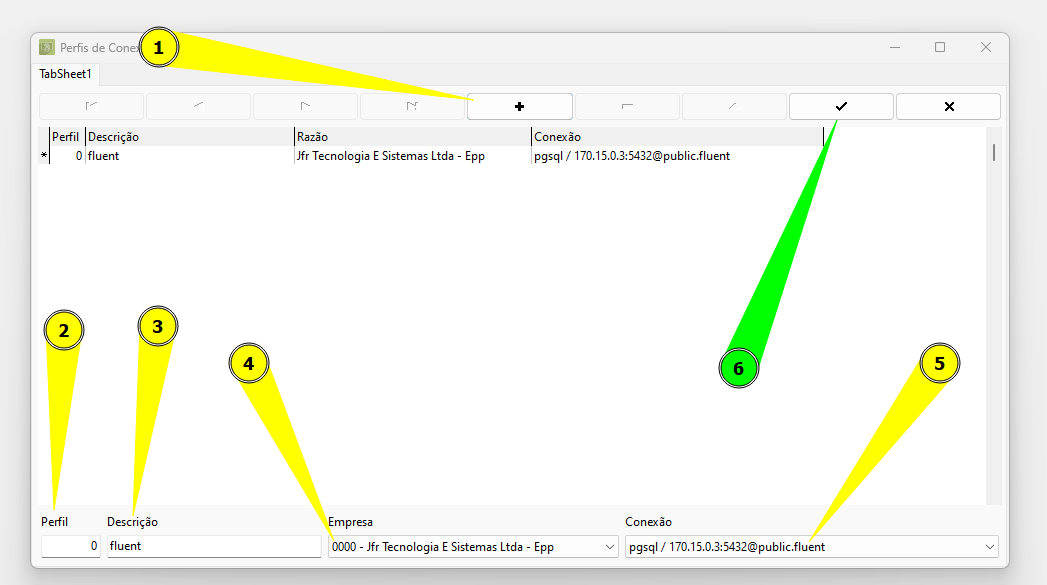 Perfis de Conex
1
TabSheet1
Perfil Descrição Razão Conexão
* 0 fluent Jfr Tecnologia E Sistemas Ltda - Epp pgsql / 170.15.0.3:5432@public.fluent
2
3
4
6
5
Perfil Descrição Empresa Conexão
0 fluent 0000 - Jfr Tecnologia E Sistemas Ltda - Epp pgsql / 170.15.0.3:5432@public.fluent